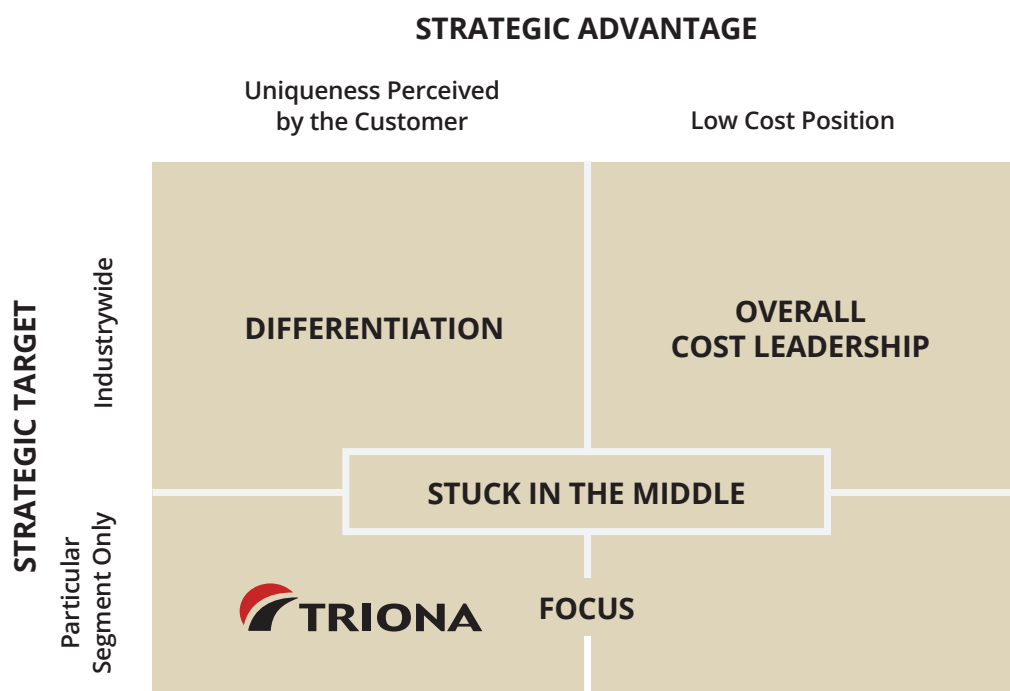 STRATEGIC ADVANTAGE
Uniqueness Perceived
by the Customer
Low Cost Position
STRATEGIC TARGET
Industrywide
DIFFERENTIATION
OVERALL
COST LEADERSHIP
STUCK IN THE MIDDLE
Particular
Segment Only
TRIONA
FOCUS